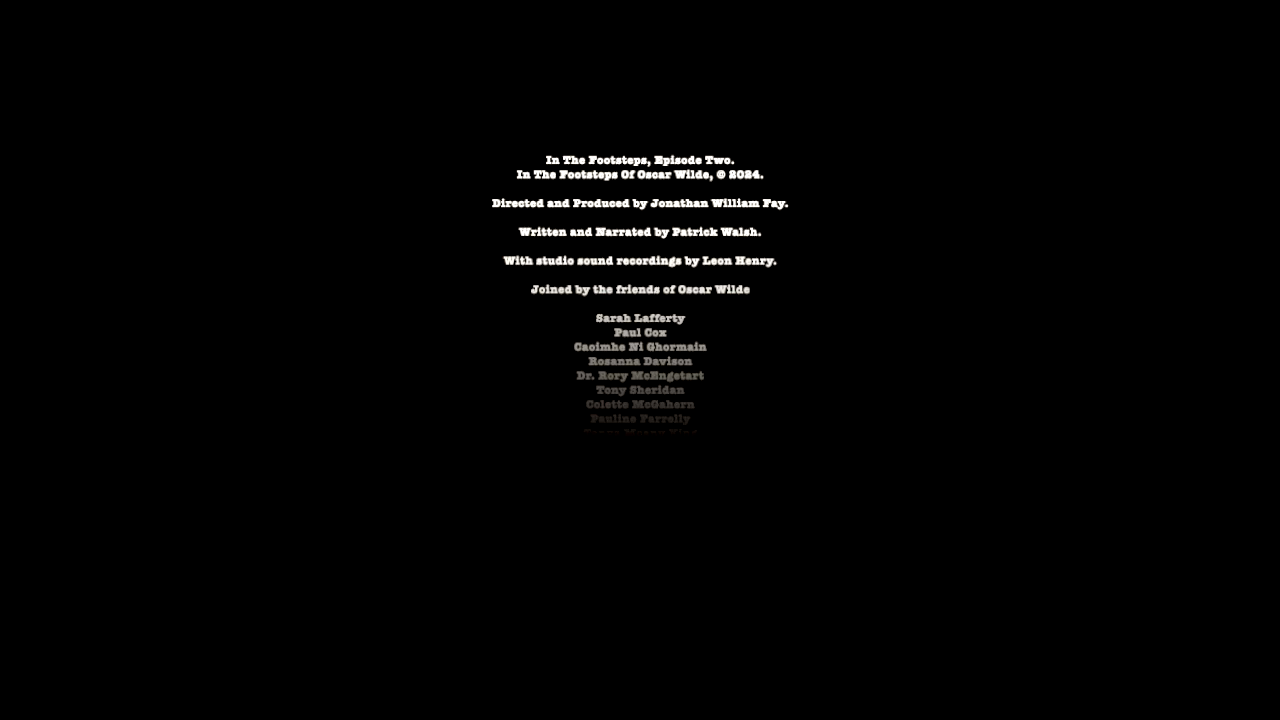 In The Footsteps, Episode Two.
In The Footsteps Of Oscar Wilde, © 2024.
Directed and Produced by Jonathan William Fay.
Written and Narrated by Patrick Walsh.
With studio sound recordings by Leon Henry.
Joined by the friends of Oscar Wilde
Sarah Lafferty
Paul Cox
Caoimhe Ni Ghormain
Rosanna Davison
Dr. Rory McEngetart
Tony Sheridan
Colette McGahern
Pauline Farrelly